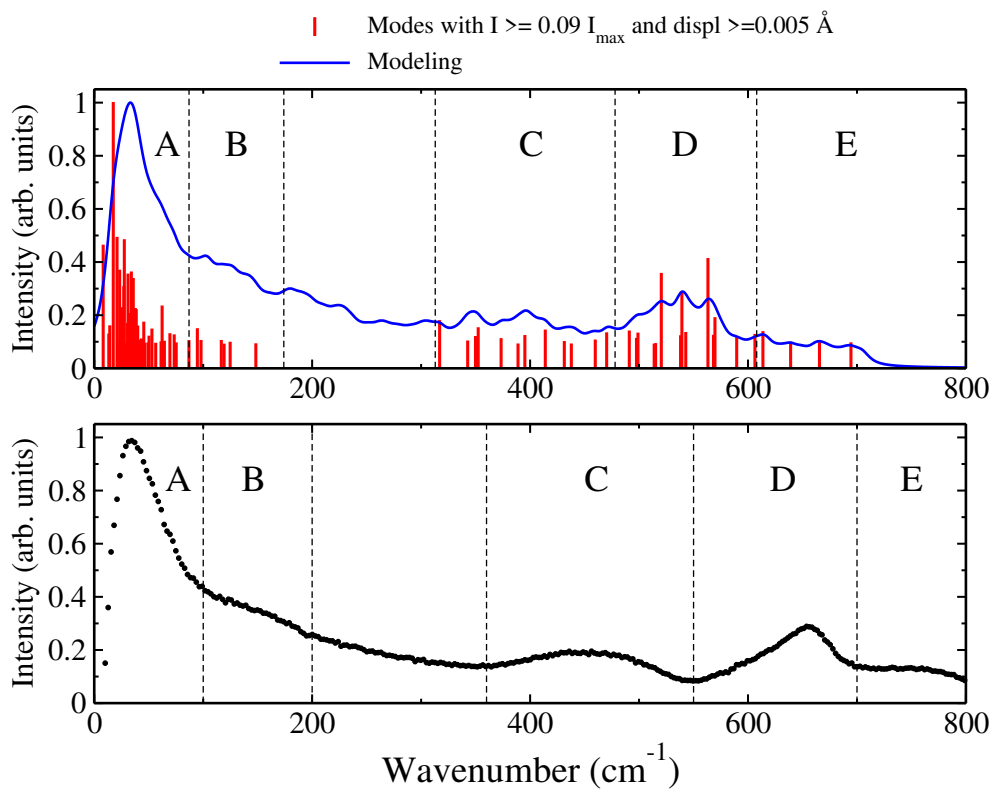 Modes with I >= 0.09 I_max and displ >=0.005 Å
Modeling
Intensity (arb. units)
1
0.8
0.6
0.4
0.2
0
A B C D E
0 200 400 600 800
Intensity (arb. units)
1
0.8
0.6
0.4
0.2
0
A B C D E
0 200 400 600 800
Wavenumber (cm⁻¹)